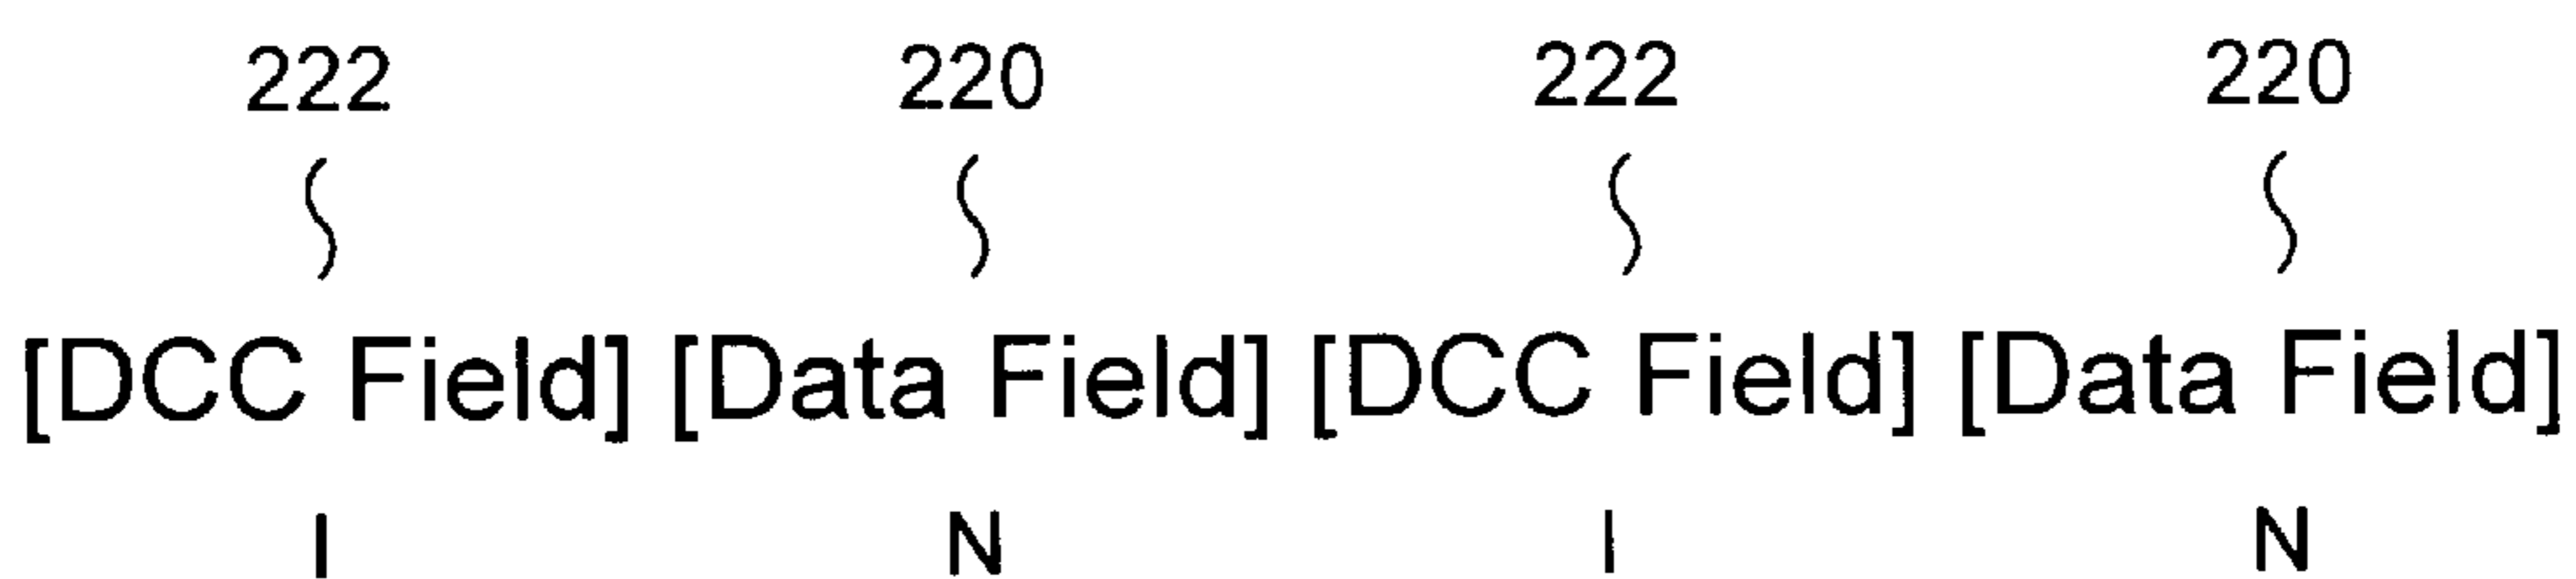 222 220 222 220
[DCC Field] [Data Field] [DCC Field] [Data Field]
I N I N